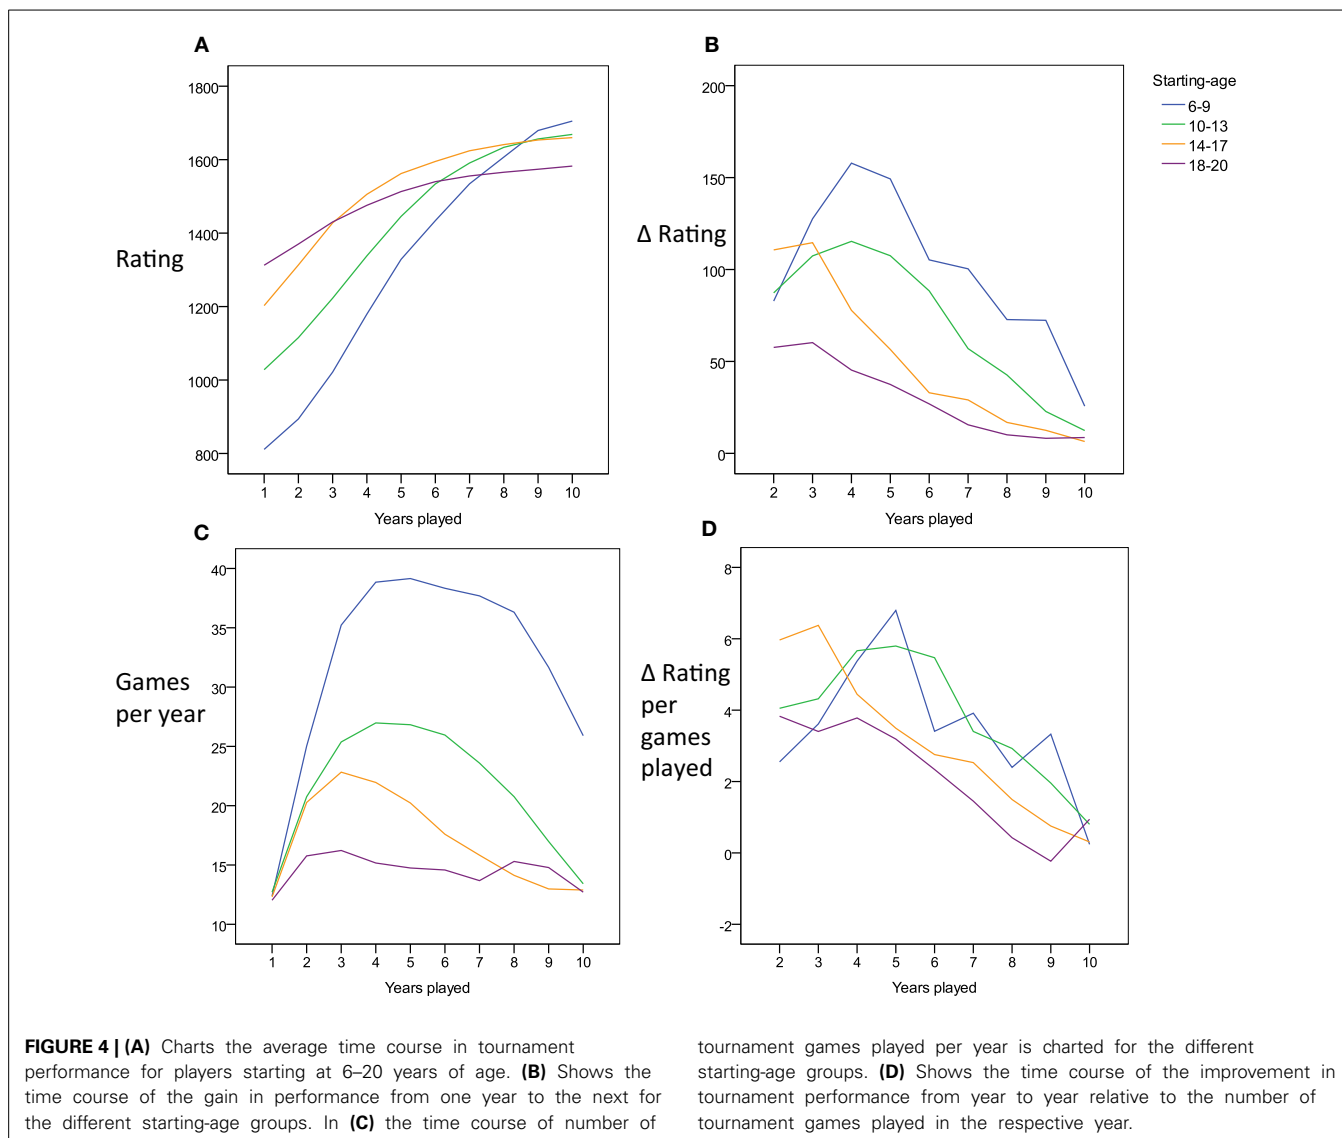 A
Rating
1800
1600
1400
1200
1000
800
1 2 3 4 5 6 7 8 9 10
Years played
B
Δ Rating
200
150
100
50
0
2 3 4 5 6 7 8 9 10
Years played
Starting-age
6-9
10-13
14-17
18-20
C
Games
per year
40
35
30
25
20
15
10
1 2 3 4 5 6 7 8 9 10
Years played
D
Δ Rating
per
games
played
8
6
4
2
0
-2
2 3 4 5 6 7 8 9 10
Years played
FIGURE 4 | (A) Charts the average time course in tournament
performance for players starting at 6–20 years of age. (B) Shows the
time course of the gain in performance from one year to the next for
the different starting-age groups. In (C) the time course of number of
tournament games played per year is charted for the different
starting-age groups. (D) Shows the time course of the improvement in
tournament performance from year to year relative to the number of
tournament games played in the respective year.